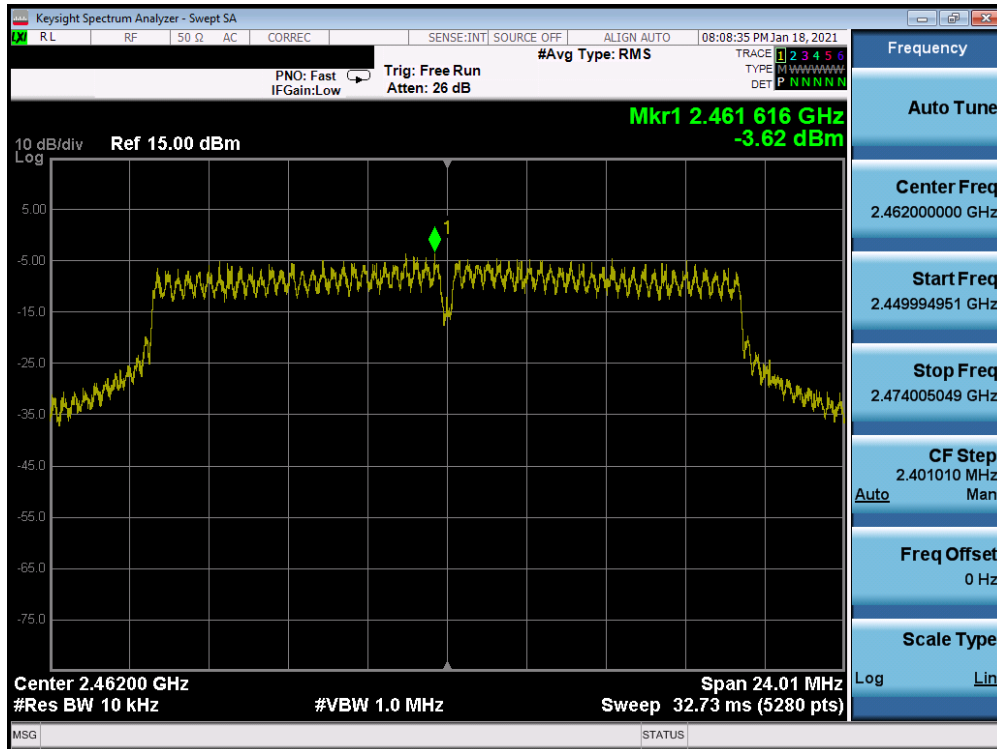 Keysight Spectrum Analyzer - Swept SA
LXI RL RF 50 Ω AC CORREC SENSE:INT SOURCE OFF ALIGN AUTO 08:08:35 PM Jan 18, 2021
#Avg Type: RMS TRACE 1 2 3 4 5 6
PNO: Fast Trig: Free Run TYPE M WWWWW
IFGain:Low Atten: 26 dB DET P N N N N N
Mkr1 2.461 616 GHz
-3.62 dBm
10 dB/div Ref 15.00 dBm
Log
5.00
1
-5.00
-15.0
-25.0
-35.0
-45.0
-55.0
-65.0
-75.0
Center 2.46200 GHz Span 24.01 MHz
#Res BW 10 kHz #VBW 1.0 MHz Sweep 32.73 ms (5280 pts)
MSG STATUS
Frequency
Auto Tune
Center Freq
2.462000000 GHz
Start Freq
2.449994951 GHz
Stop Freq
2.474005049 GHz
CF Step
2.401010 MHz
Auto Man
Freq Offset
0 Hz
Scale Type
Log Lin